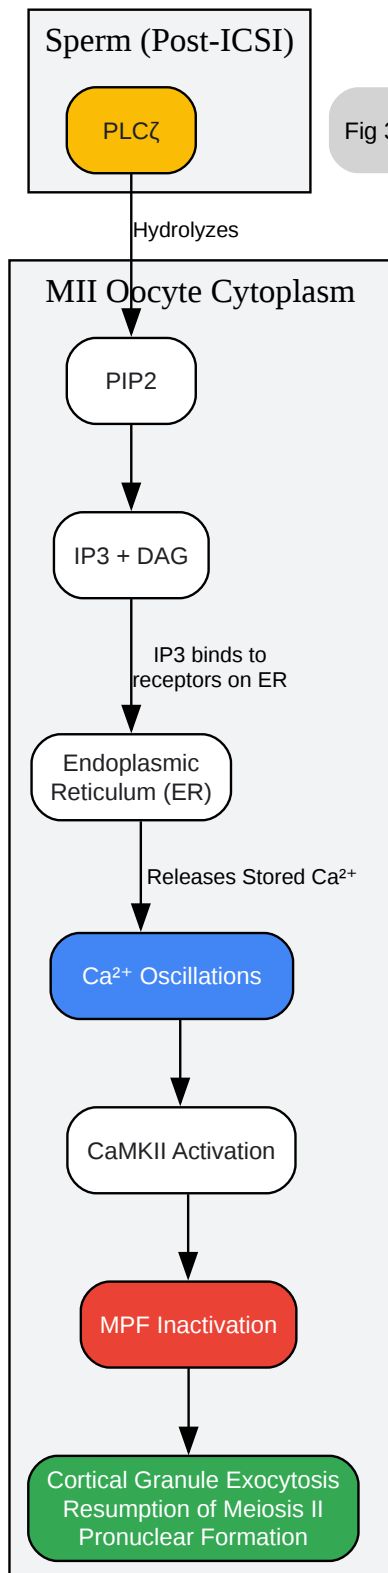 Sperm (Post-ICSI)
PLCζ
Fig 3
Hydrolyzes
MII Oocyte Cytoplasm
PIP2
IP3 + DAG
IP3 binds to
receptors on ER
Endoplasmic
Reticulum (ER)
Releases Stored Ca²⁺
Ca²⁺ Oscillations
CaMKII Activation
MPF Inactivation
Cortical Granule Exocytosis
Resumption of Meiosis II
Pronuclear Formation